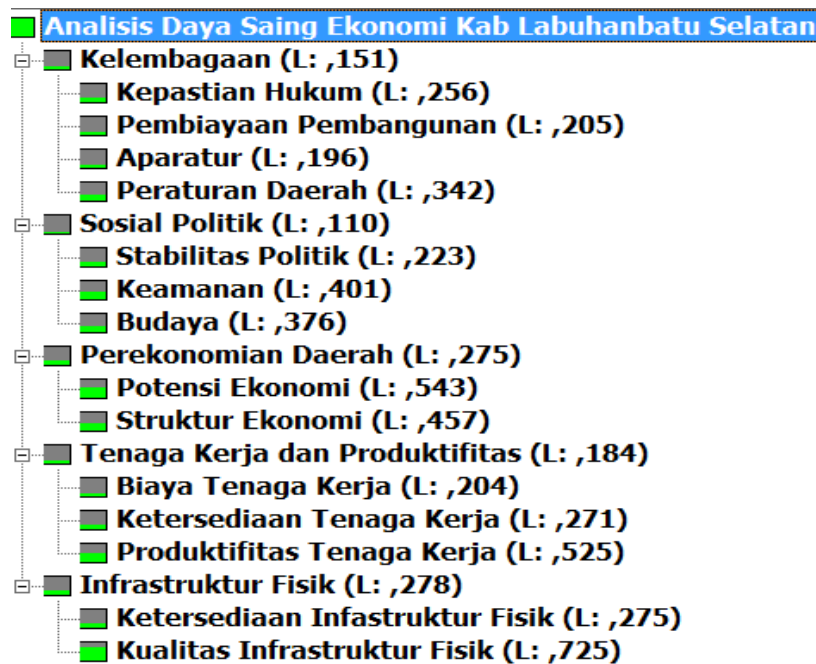 Analisis Daya Saing Ekonomi Kab Labuhanbatu Selatan
Kelembagaan (L: ,151)
Kepastian Hukum (L: ,256)
Pembiayaan Pembangunan (L: ,205)
Aparatur (L: ,196)
Peraturan Daerah (L: ,342)
Sosial Politik (L: ,110)
Stabilitas Politik (L: ,223)
Keamanan (L: ,401)
Budaya (L: ,376)
Perekonomian Daerah (L: ,275)
Potensi Ekonomi (L: ,543)
Struktur Ekonomi (L: ,457)
Tenaga Kerja dan Produktifitas (L: ,184)
Biaya Tenaga Kerja (L: ,204)
Ketersediaan Tenaga Kerja (L: ,271)
Produktifitas Tenaga Kerja (L: ,525)
Infrastruktur Fisik (L: ,278)
Ketersediaan Infastruktur Fisik (L: ,275)
Kualitas Infrastruktur Fisik (L: ,725)